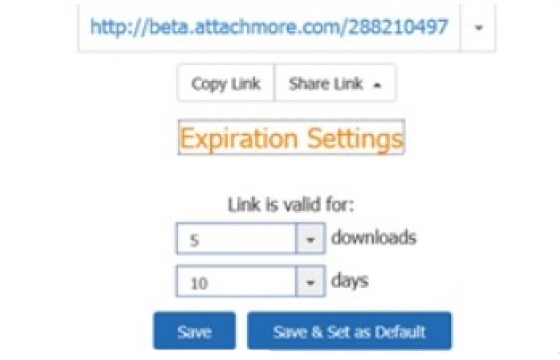 http://beta.attachmore.com/288210497
Copy Link Share Link
Expiration Settings
Link is valid for:
5 downloads
10 days
Save Save & Set as Default